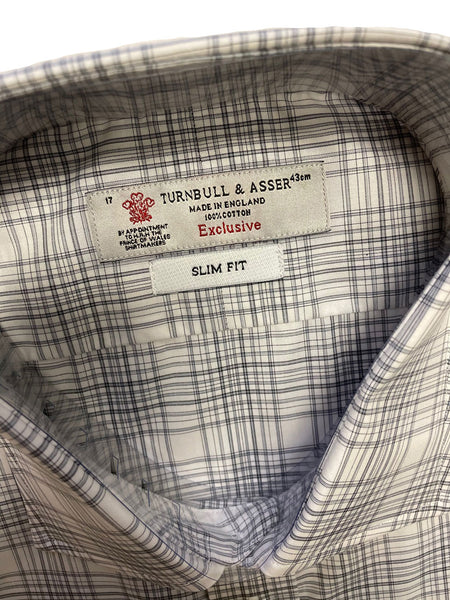 17 TURNBULL & ASSER 43cm
MADE IN ENGLAND
100% COTTON
Exclusive
BY APPOINTMENT
TO H.R.H. THE
PRINCE OF WALES
SHIRTMAKERS
SLIM FIT